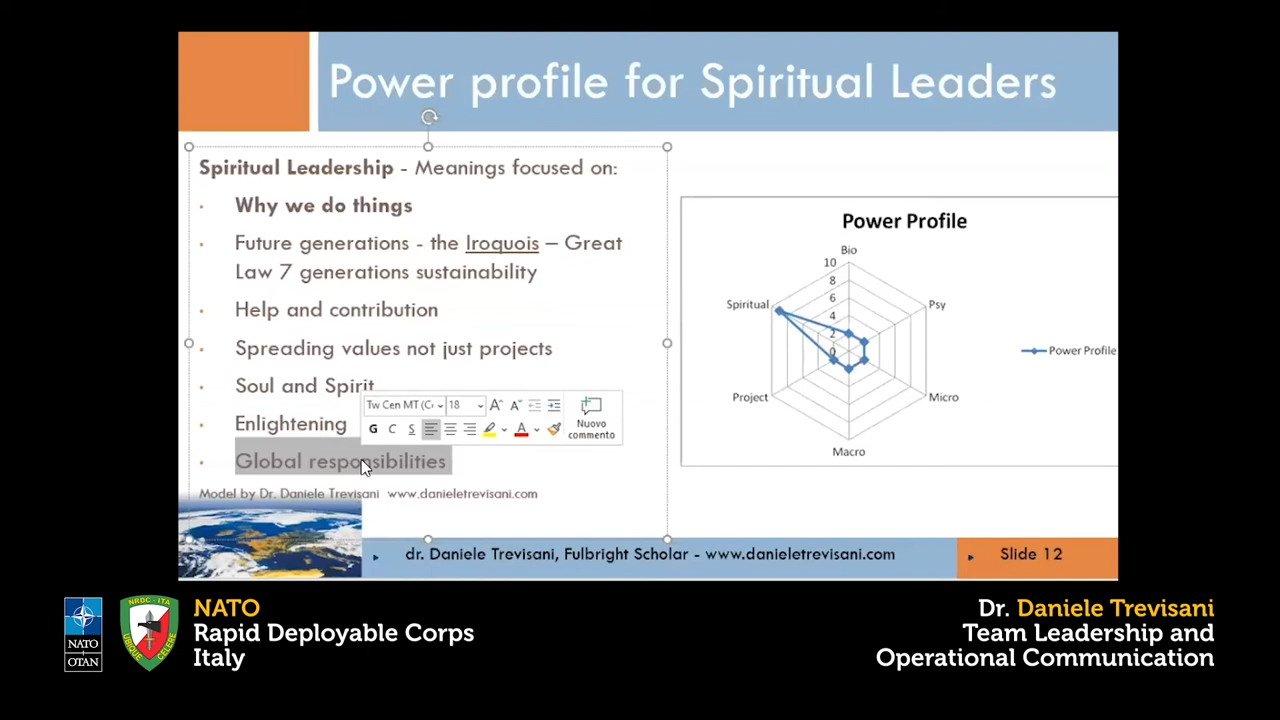 Power profile for Spiritual Leaders
Spiritual Leadership - Meanings focused on:
Why we do things
Future generations - the Iroquois – Great
Law 7 generations sustainability
Help and contribution
Spreading values not just projects
Soul and Spirit
Enlightening
Global responsibilities
Model by Dr. Daniele Trevisani www.danieletrevisani.com
Tw Cen MT (C 18
G C S
Nuovo
commento
Power Profile
Bio
10
8
6
4
2
0
Spiritual
Psy
Project
Micro
Macro
Power Profile
dr. Daniele Trevisani, Fulbright Scholar - www.danieletrevisani.com
Slide 12
NATO
OTAN
NRDC - ITA
UBIQUE CELERE
NATO
Rapid Deployable Corps
Italy
Dr. Daniele Trevisani
Team Leadership and
Operational Communication